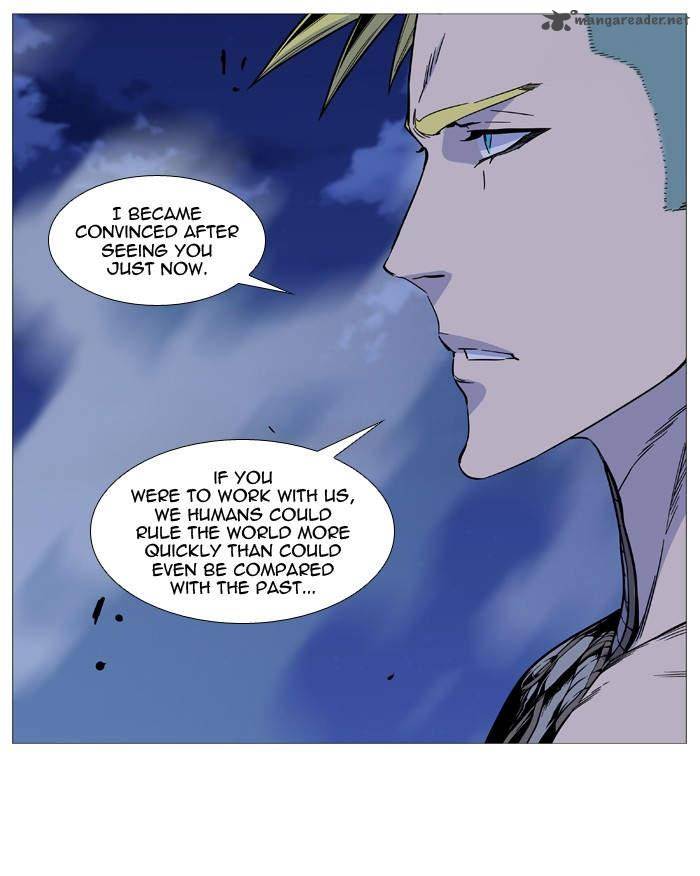 mangareader.net
I BECAME
CONVINCED AFTER
SEEING YOU
JUST NOW.
IF YOU
WERE TO WORK WITH US,
WE HUMANS COULD
RULE THE WORLD MORE
QUICKLY THAN COULD
EVEN BE COMPARED
WITH THE PAST...